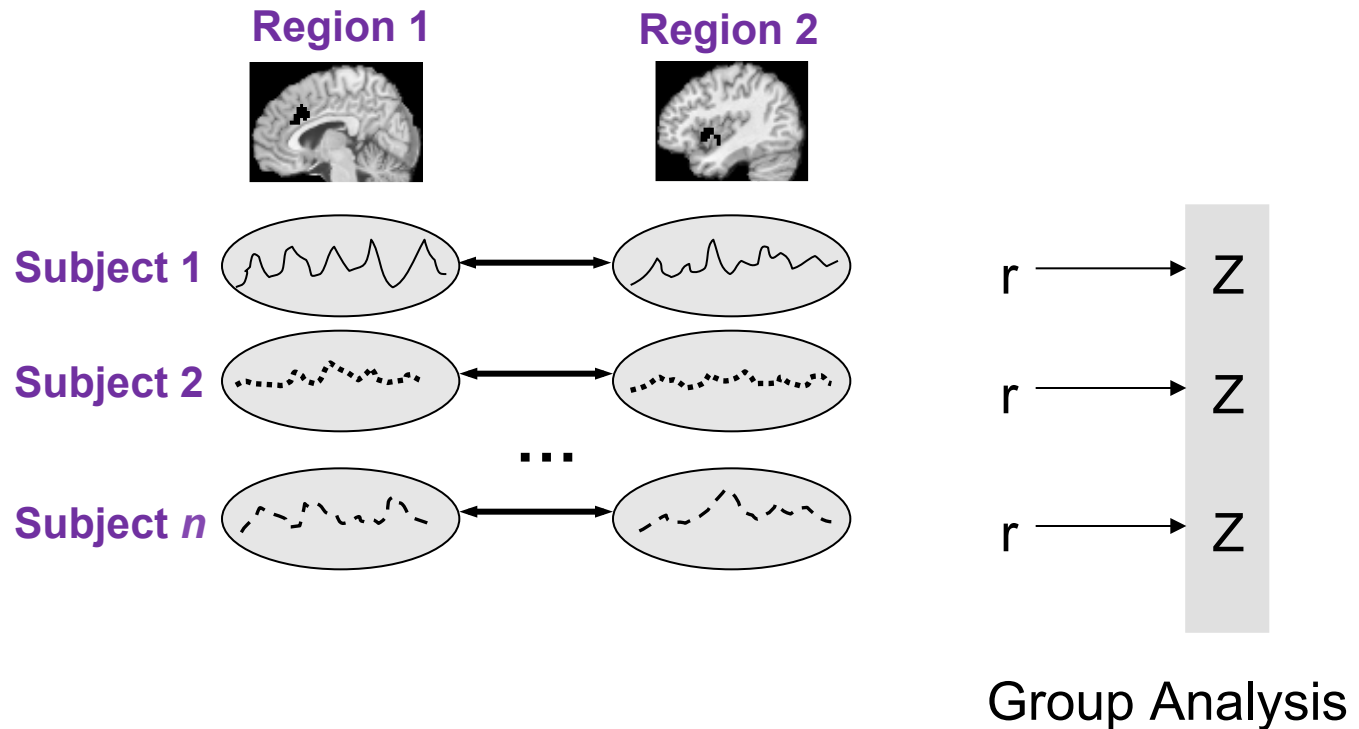 Region 1 Region 2
Subject 1 r Z
Subject 2 r Z
...
Subject n r Z
Group Analysis